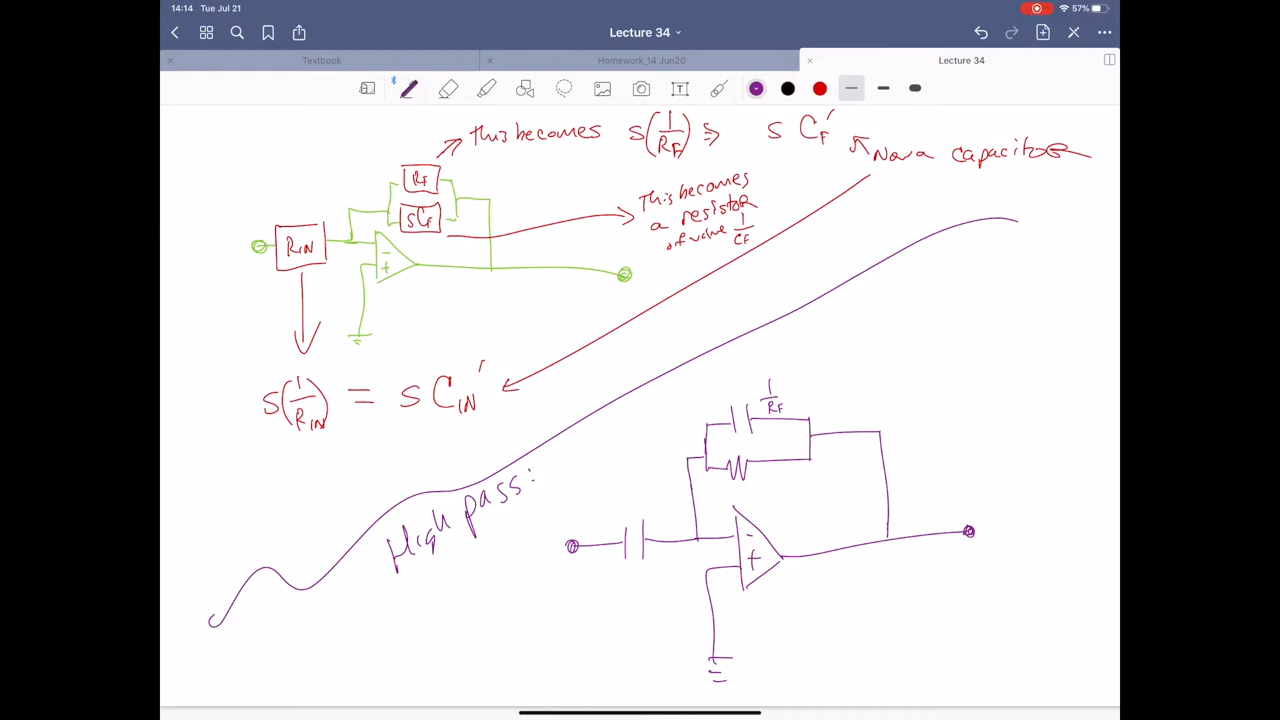 14:14 Tue Jul 21
57%
Lecture 34
Textbook
Homework_14 Jun20
Lecture 34
This becomes s(1/RF) ⇒ s CF'
Now a capacitor
RF
This becomes
a resistor
of value 1/CF
sCF
RIN
-
+
s(1/RIN) = s CIN'
1/RF
High pass:
-
+